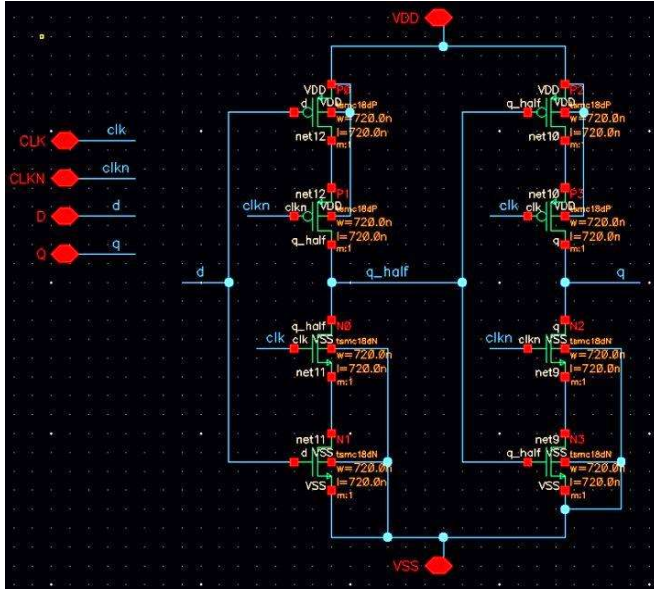 VDD
VDD P0
d VDD tsmc18dP
w=720.0n
l=720.0n
net12 m:1
VDD P2
q_half VDD tsmc18dP
w=720.0n
l=720.0n
net10 m:1
CLK clk
CLKN clkn
D d
Q q
net12 P1
clkn clkn VDD tsmc18dP
w=720.0n
l=720.0n
q_half m:1
net10 P3
clk clk VDD tsmc18dP
w=720.0n
l=720.0n
q m:1
d q_half q
q_half N0
clk clk VSS tsmc18dN
w=720.0n
l=720.0n
net11 m:1
q N2
clkn clkn VSS tsmc18dN
w=720.0n
l=720.0n
net9 m:1
net11 N1
d VSS tsmc18dN
w=720.0n
l=720.0n
VSS m:1
net9 N3
q_half VSS tsmc18dN
w=720.0n
l=720.0n
VSS m:1
VSS